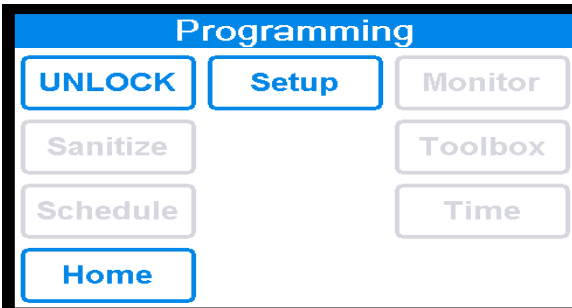 Programming
UNLOCK Setup Monitor
Sanitize Toolbox
Schedule Time
Home